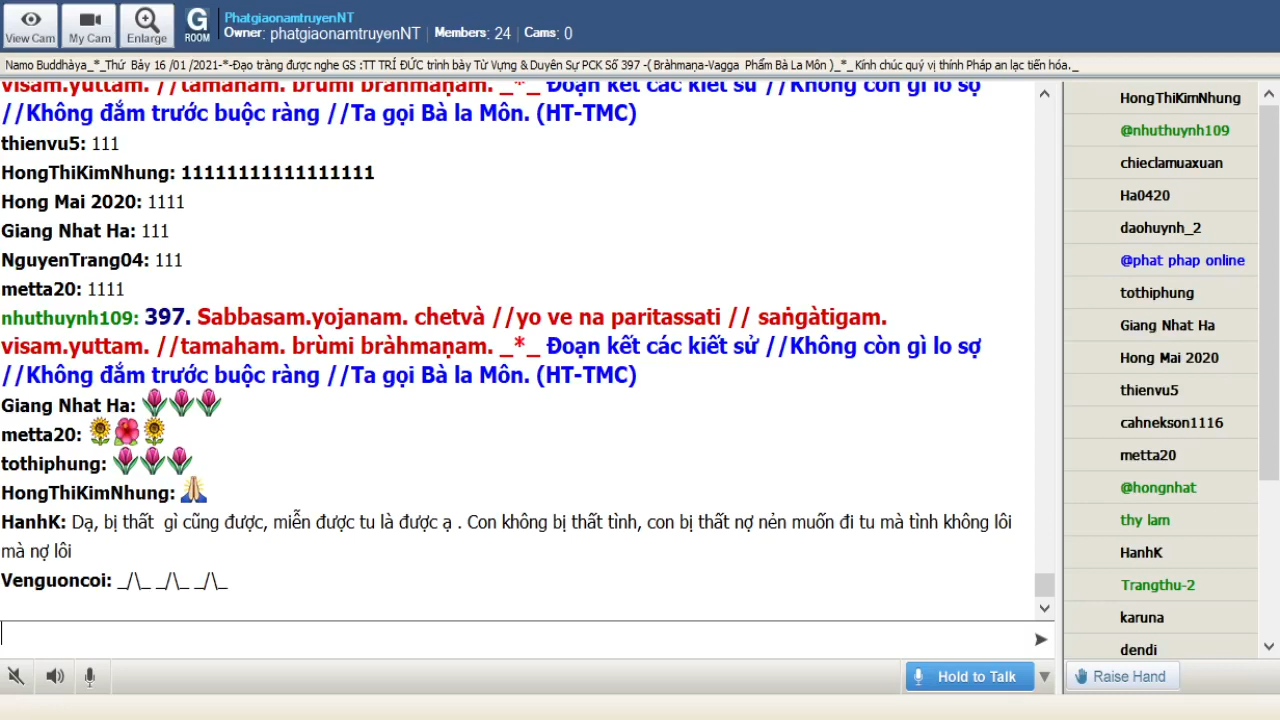 View Cam
My Cam
Enlarge
G
ROOM
PhatgiaonamtruyenNT
Owner: phatgiaonamtruyenNT | Members: 24 | Cams: 0
Namo Buddhàya_*_Thứ Bảy 16 /01 /2021-*-Đạo tràng được nghe GS :TT TRÍ ĐỨC trình bày Từ Vựng & Duyên Sự PCK Số 397 -( Bràhmaṇa-Vagga Phẩm Bà La Môn )_*_ Kính chúc quý vị thính Pháp an lạc tiến hóa._
visam.yuttam. //tamaham. brùmi bràhmaṇam. _*_ Đoạn kết các kiết sử //Không còn gì lo sợ
//Không đắm trước buộc ràng //Ta gọi Bà la Môn. (HT-TMC)
thienvu5: 111
HongThiKimNhung: 11111111111111111
Hong Mai 2020: 1111
Giang Nhat Ha: 111
NguyenTrang04: 111
metta20: 1111
nhuthuynh109: 397. Sabbasam.yojanam. chetvà //yo ve na paritassati // saṅgàtigam.
visam.yuttam. //tamaham. brùmi bràhmaṇam. _*_ Đoạn kết các kiết sử //Không còn gì lo sợ
//Không đắm trước buộc ràng //Ta gọi Bà la Môn. (HT-TMC)
Giang Nhat Ha: 🌷🌷🌷
metta20: 🌻🌺🌻
tothiphung: 🌷🌷🌷
HongThiKimNhung: 🙏
HanhK: Dạ, bị thất gì cũng được, miễn được tu là được ạ . Con không bị thất tình, con bị thất nợ nẻn muốn đi tu mà tình không lôi
mà nợ lôi
Venguoncoi: _/\_ _/\_ _/\_
Hold to Talk
HongThiKimNhung
@nhuthuynh109
chieclamuaxuan
Ha0420
daohuynh_2
@phat phap online
tothiphung
Giang Nhat Ha
Hong Mai 2020
thienvu5
cahnekson1116
metta20
@hongnhat
thy lam
HanhK
Trangthu-2
karuna
dendi
Raise Hand